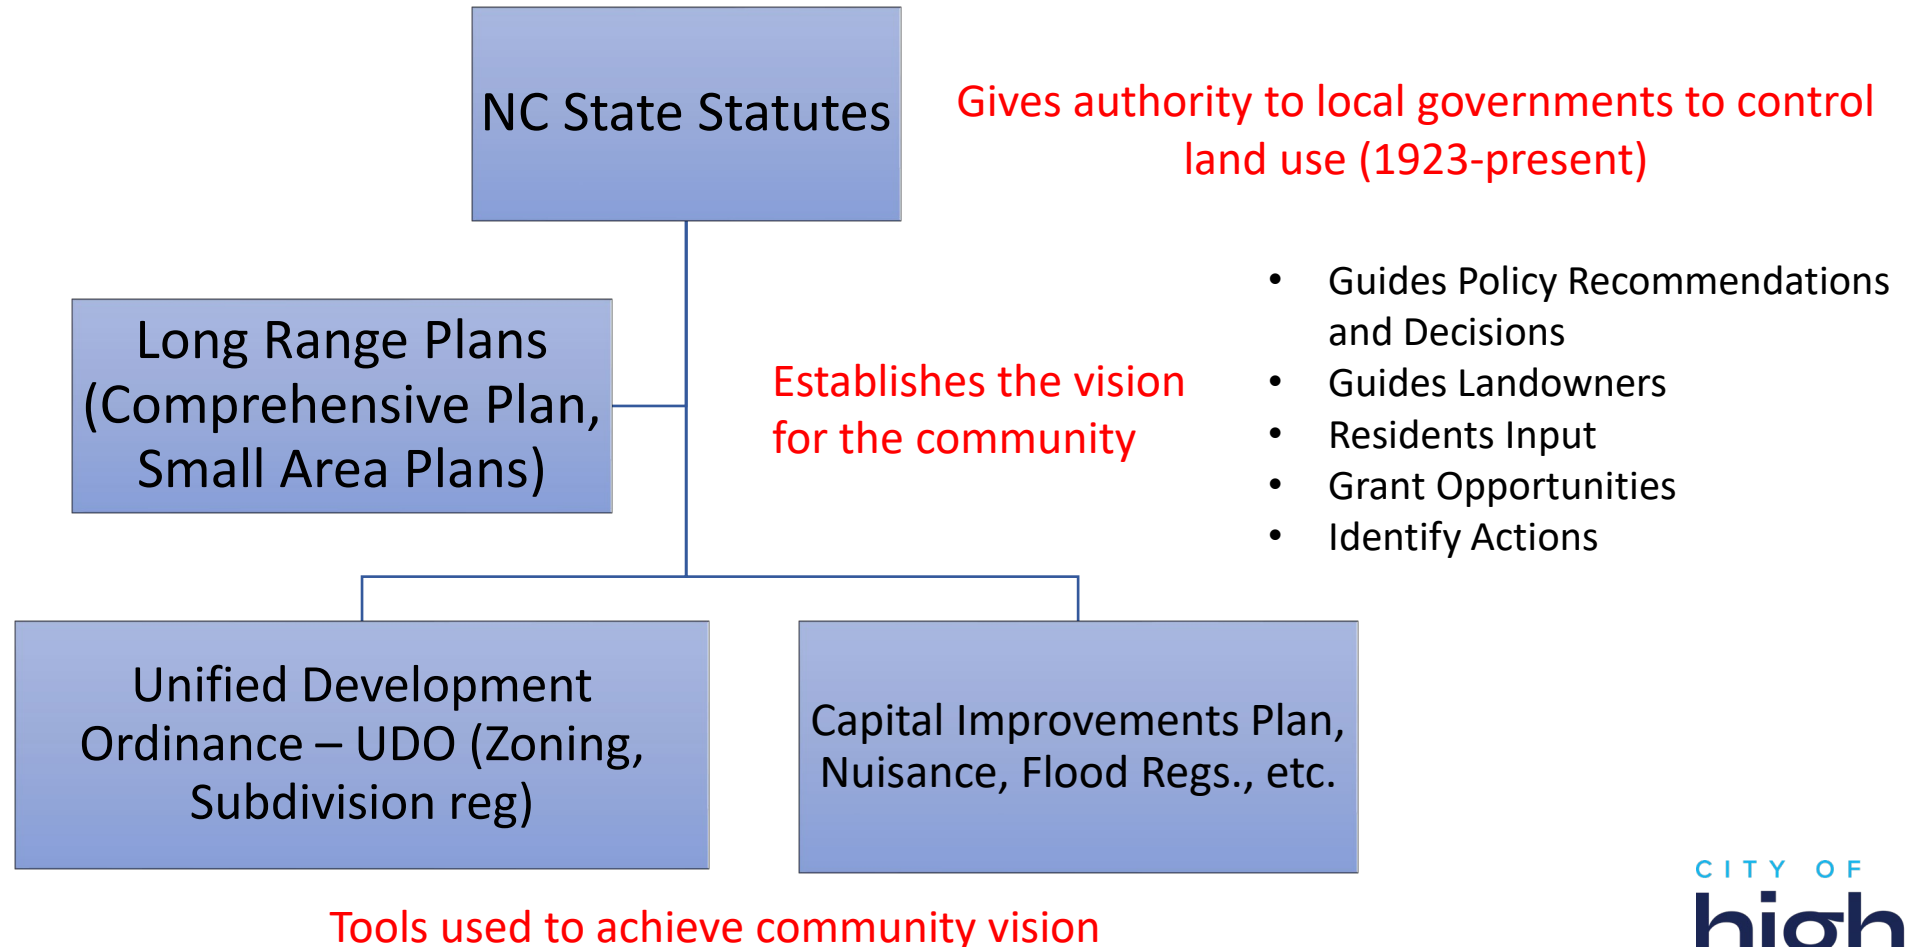 NC State Statutes
Gives authority to local governments to control
land use (1923-present)
Long Range Plans
(Comprehensive Plan,
Small Area Plans)
Establishes the vision
for the community
• Guides Policy Recommendations
and Decisions
• Guides Landowners
• Residents Input
• Grant Opportunities
• Identify Actions
Unified Development
Ordinance – UDO (Zoning,
Subdivision reg)
Capital Improvements Plan,
Nuisance, Flood Regs., etc.
Tools used to achieve community vision
CITY OF
high